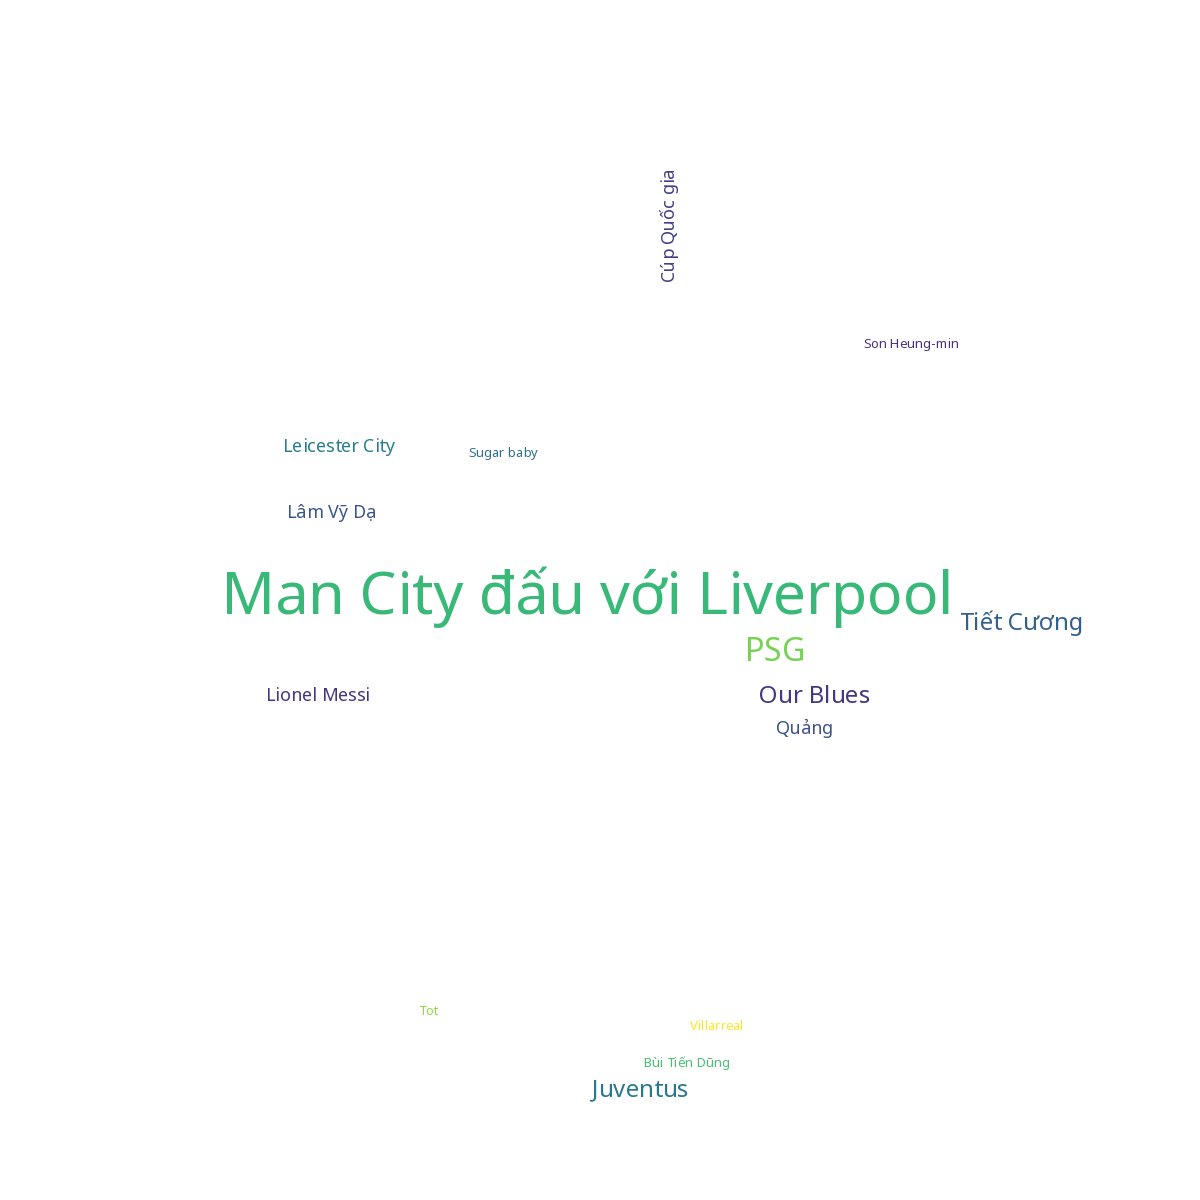 Cúp Quốc gia
Son Heung-min
Leicester City
Sugar baby
Lâm Vỹ Dạ
Man City đấu với Liverpool
Tiết Cương
PSG
Lionel Messi
Our Blues
Quảng
Tot
Villarreal
Bùi Tiến Dũng
Juventus